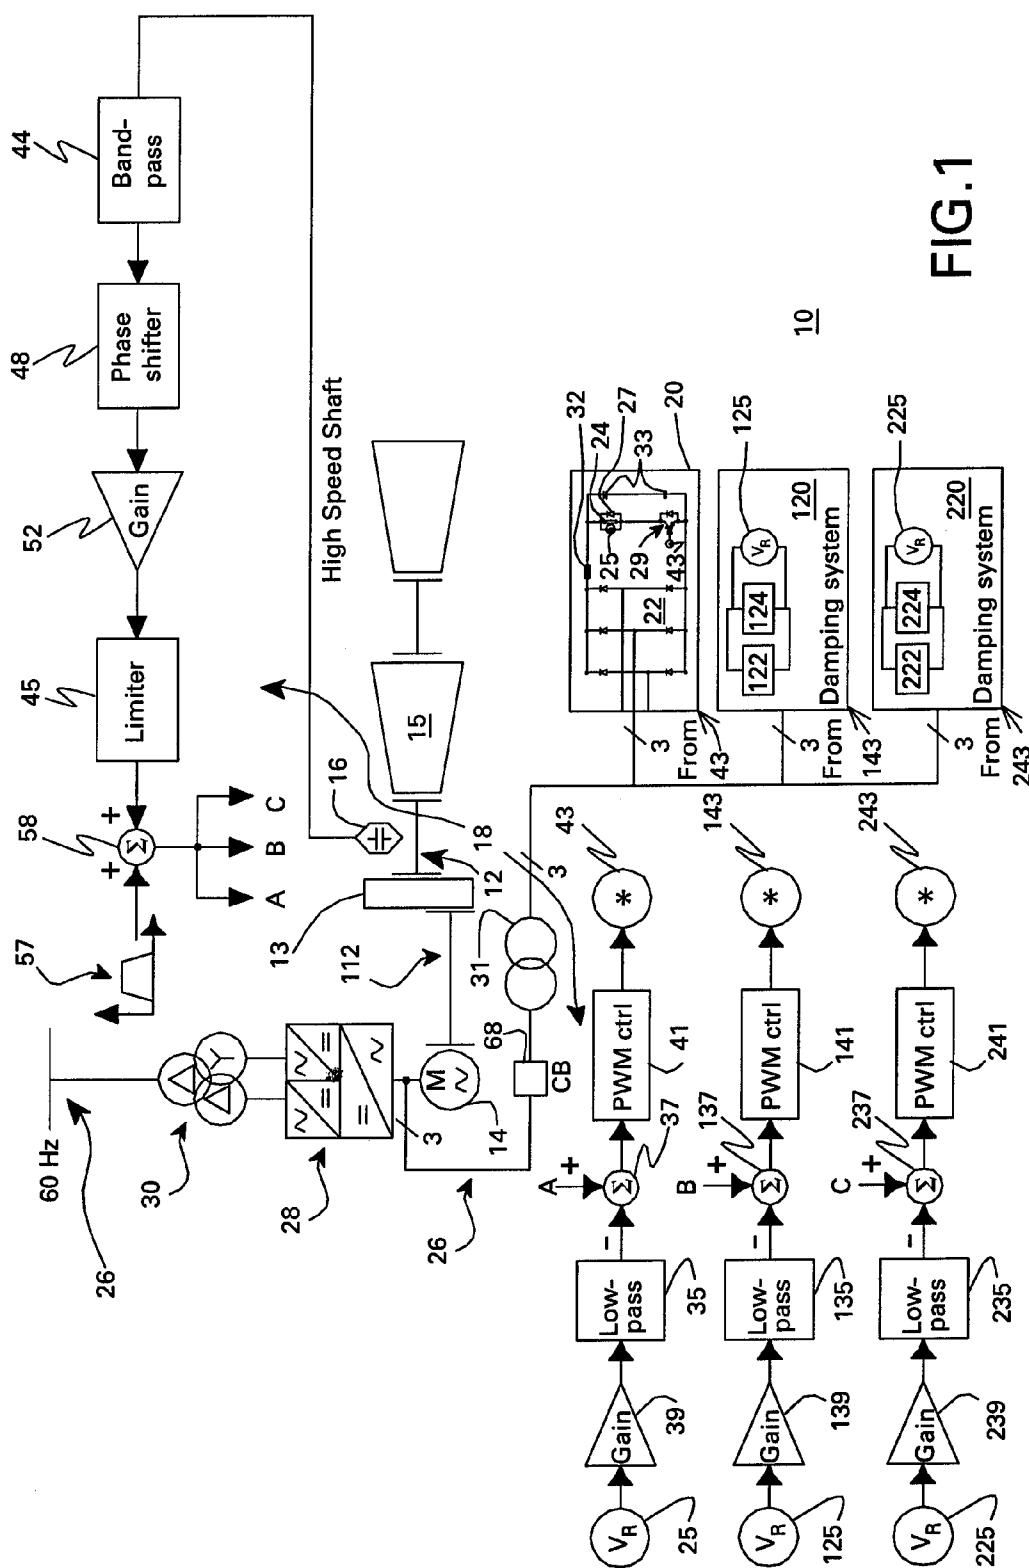 60 Hz
26
30
28
3
26
57
58
+
+
Σ
A
B
C
45
Limiter
52
Gain
48
Phase
shifter
44
Band-
pass
M
14
CB
68
112
13
12
16
15
18
31
3
High Speed Shaft
32
24
27
33
20
25
29
43
22
3
From
43
125
V_R
120
122
124
3
From
143
Damping system
225
V_R
220
222
224
3
From
243
Damping system
10
V_R
25
Gain
39
Low-
pass
35
−
A
+
Σ
37
PWM ctrl
41
*
43
V_R
125
Gain
139
Low-
pass
135
−
B
+
Σ
137
PWM ctrl
141
*
143
V_R
225
Gain
239
Low-
pass
235
−
C
+
Σ
237
PWM ctrl
241
*
243
FIG.1